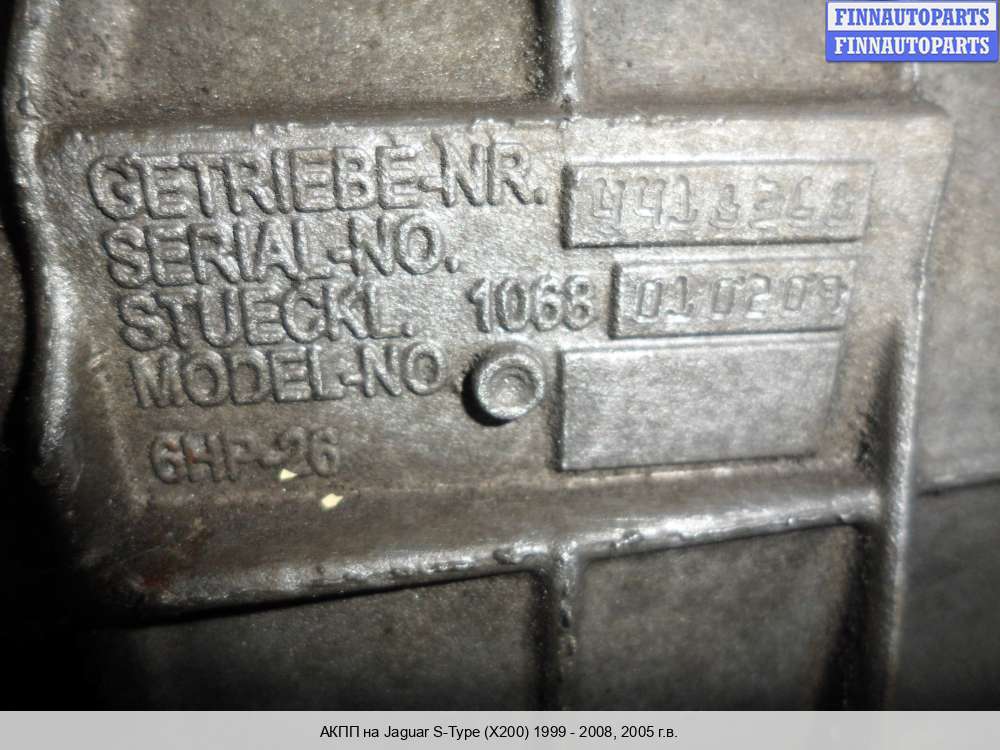 FINNAUTOPARTS
FINNAUTOPARTS
GETRIEBE-NR.
SERIAL-NO.
STUECKL. 1068 010209
MODEL-NO
6HP-26
АКПП на Jaguar S-Type (X200) 1999 - 2008, 2005 г.в.